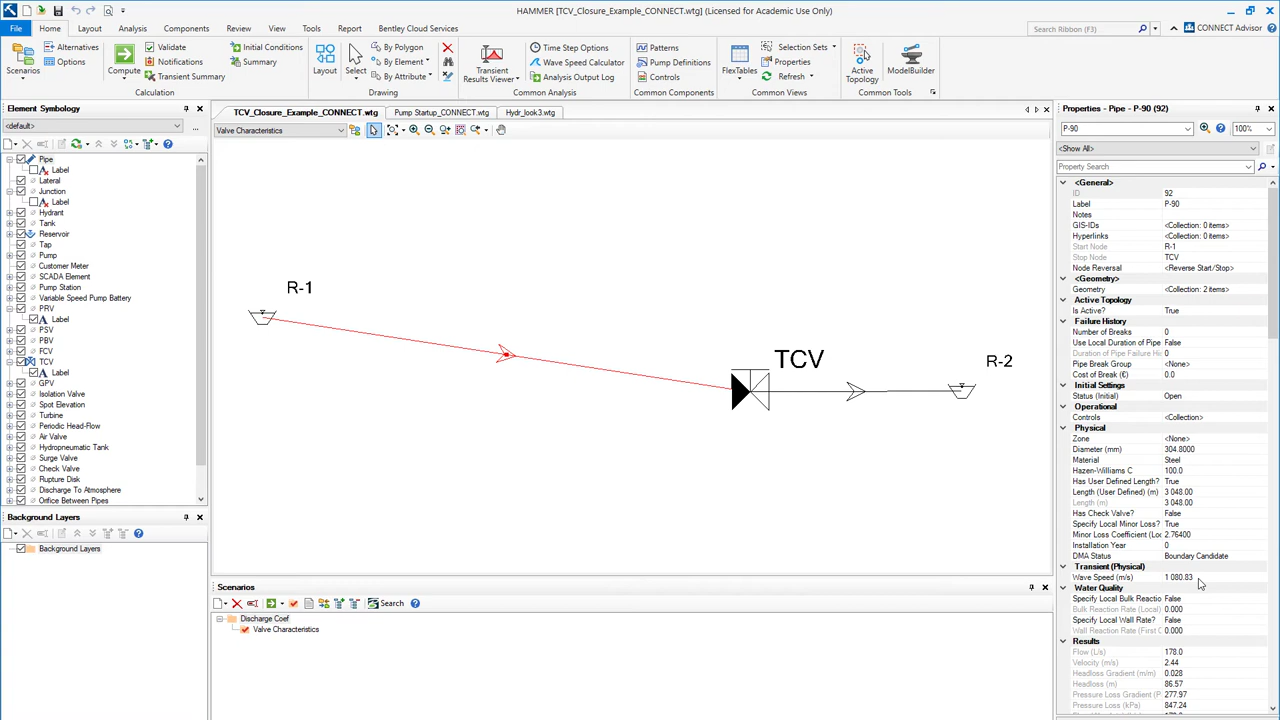 HAMMER [TCV_Closure_Example_CONNECT.wtg] (Licensed for Academic Use Only)
File Home Layout Analysis Components Review View Tools Report Bentley Cloud Services
Search Ribbon (F3)
CONNECT Advisor
Scenarios
Alternatives
Options
Compute
Validate
Notifications
Transient Summary
Initial Conditions
Summary
Calculation
Layout
Select
By Polygon
By Element
By Attribute
Drawing
Transient
Results Viewer
Time Step Options
Wave Speed Calculator
Analysis Output Log
Common Analysis
Patterns
Pump Definitions
Controls
Common Components
FlexTables
Selection Sets
Properties
Refresh
Common Views
Active
Topology
ModelBuilder
Common Tools
Element Symbology
<default>
Pipe
Label
Lateral
Junction
Label
Hydrant
Tank
Reservoir
Tap
Pump
Customer Meter
SCADA Element
Pump Station
Variable Speed Pump Battery
PRV
Label
PSV
PBV
FCV
TCV
Label
GPV
Isolation Valve
Spot Elevation
Turbine
Periodic Head-Flow
Air Valve
Hydropneumatic Tank
Surge Valve
Check Valve
Rupture Disk
Discharge To Atmosphere
Orifice Between Pipes
Background Layers
Background Layers
TCV_Closure_Example_CONNECT.wtg Pump Startup_CONNECT.wtg Hydr_look3.wtg
Valve Characteristics
R-1
TCV
R-2
Scenarios
Search
Discharge Coef
Valve Characteristics
Properties - Pipe - P-90 (92)
P-90 100%
<Show All>
Property Search
<General>
ID 92
Label P-90
Notes
GIS-IDs <Collection: 0 items>
Hyperlinks <Collection: 0 items>
Start Node R-1
Stop Node TCV
Node Reversal <Reverse Start/Stop>
<Geometry>
Geometry <Collection: 2 items>
Active Topology
Is Active? True
Failure History
Number of Breaks 0
Use Local Duration of Pipe False
Duration of Pipe Failure Hi 0
Pipe Break Group <None>
Cost of Break (€) 0.0
Initial Settings
Status (Initial) Open
Operational
Controls <Collection>
Physical
Zone <None>
Diameter (mm) 304.8000
Material Steel
Hazen-Williams C 100.0
Has User Defined Length? True
Length (User Defined) (m) 3 048.00
Length (m) 3 048.00
Has Check Valve? False
Specify Local Minor Loss? True
Minor Loss Coefficient (Loc 2.76400
Installation Year 0
DMA Status Boundary Candidate
Transient (Physical)
Wave Speed (m/s) 1 080.83
Water Quality
Specify Local Bulk Reactio False
Bulk Reaction Rate (Local) 0.000
Specify Local Wall Rate? False
Wall Reaction Rate (First O 0.000
Results
Flow (L/s) 178.0
Velocity (m/s) 2.44
Headloss Gradient (m/m) 0.028
Headloss (m) 86.57
Pressure Loss Gradient (P 277.97
Pressure Loss (kPa) 847.24